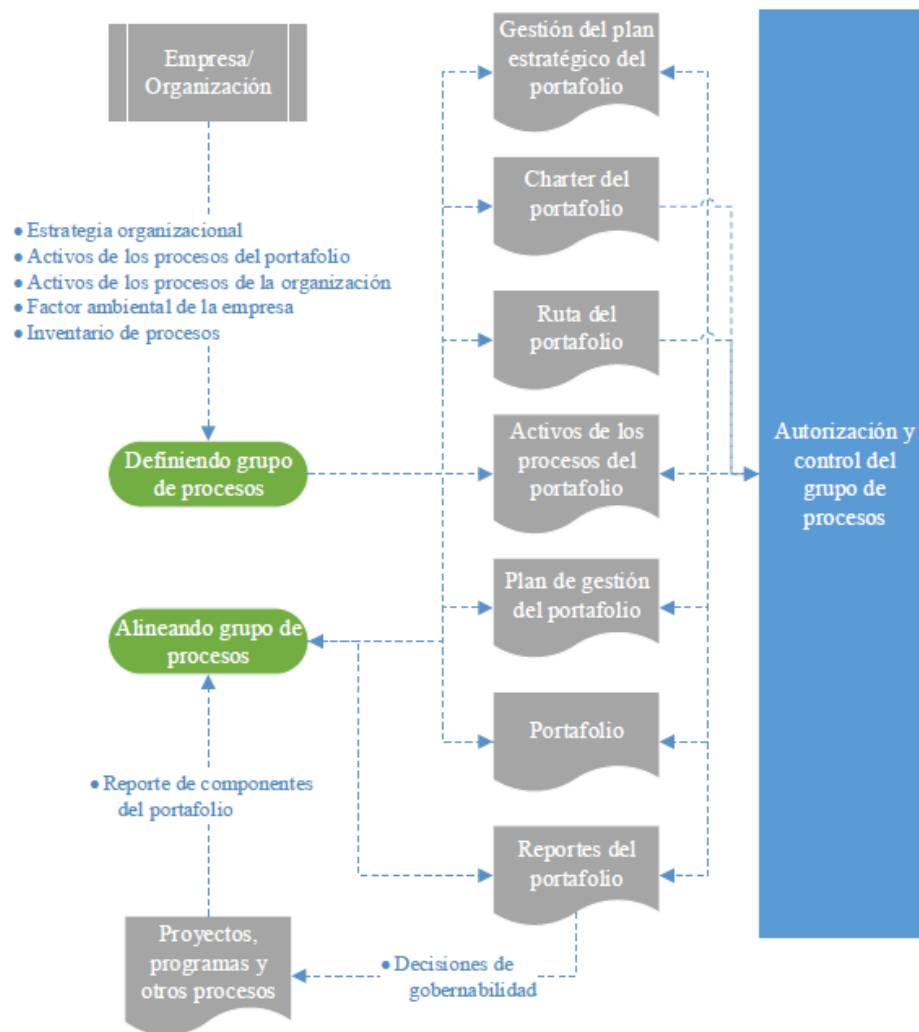 Empresa/
Organización
• Estrategia organizacional
• Activos de los procesos del portafolio
• Activos de los procesos de la organización
• Factor ambiental de la empresa
• Inventario de procesos
Definiendo grupo
de procesos
Alineando grupo de
procesos
• Reporte de componentes
del portafolio
Proyectos,
programas y
otros procesos
• Decisiones de
gobernabilidad
Gestión del plan
estratégico del
portafolio
Charter del
portafolio
Ruta del
portafolio
Activos de los
procesos del
portafolio
Plan de gestión
del portafolio
Portafolio
Reportes del
portafolio
Autorización y
control del
grupo de
procesos